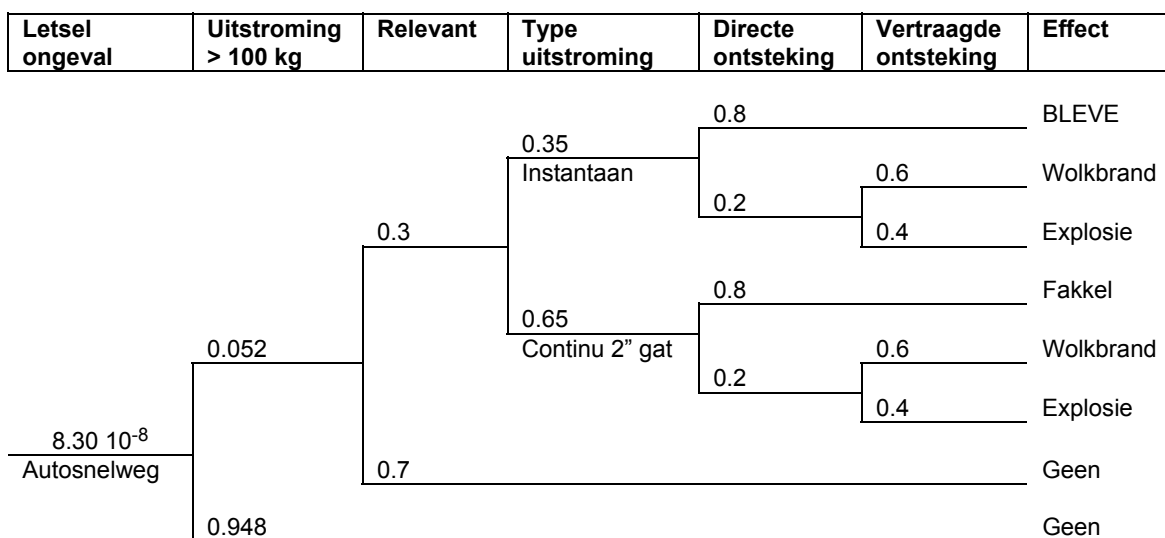 Letsel ongeval Uitstroming > 100 kg Relevant Type uitstroming Directe ontsteking Vertraagde ontsteking Effect
0.8 BLEVE
0.35
Instantaan 0.6 Wolkbrand
0.2
0.3 0.4 Explosie
0.8 Fakkel
0.65
0.052 Continu 2” gat 0.6 Wolkbrand
0.2
0.4 Explosie
8.30 10-8
Autosnelweg 0.7 Geen
0.948 Geen